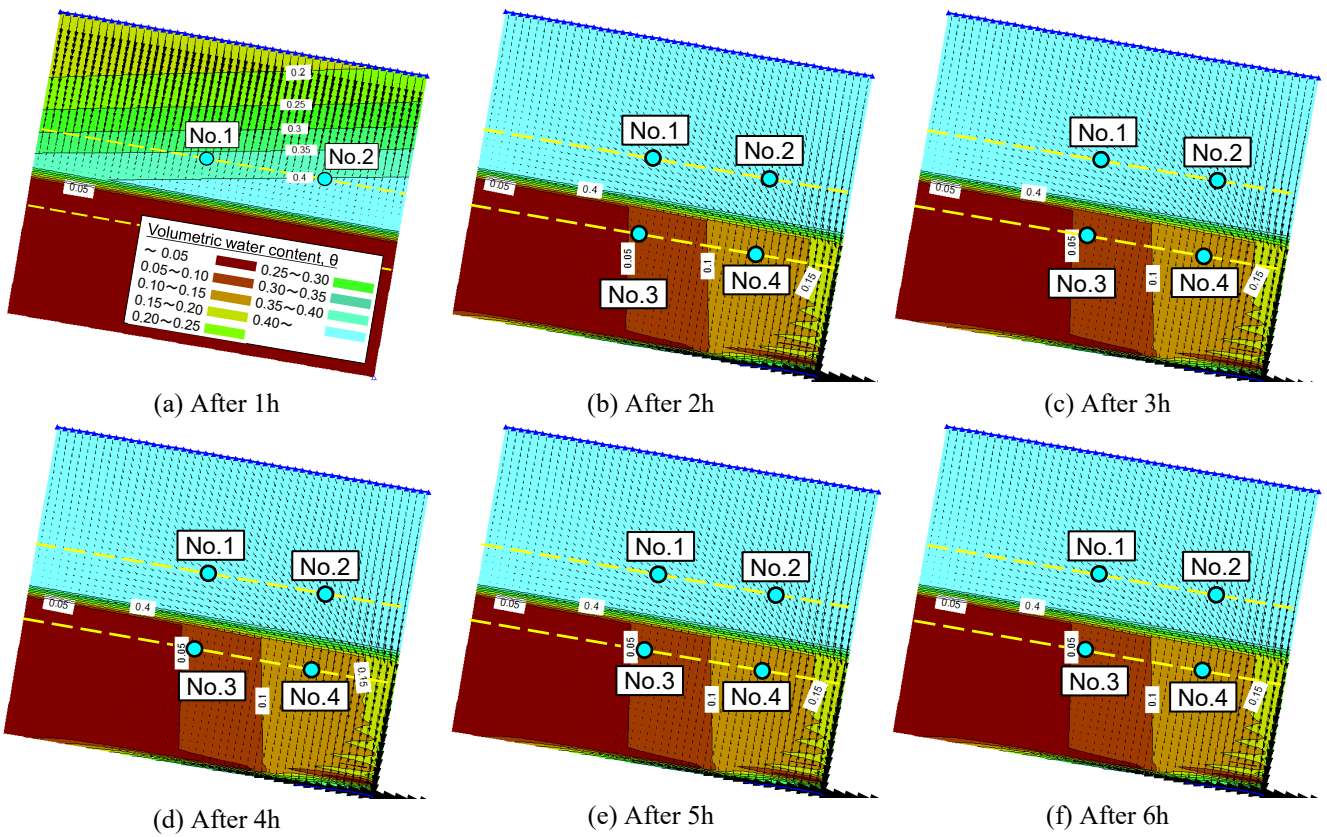 0.2
0.25
0.3
No.1
0.35
No.2
0.4
0.05
Volumetric water content, θ
～ 0.05
0.05～0.10
0.10～0.15
0.15～0.20
0.20～0.25
0.25～0.30
0.30～0.35
0.35～0.40
0.40～
(a) After 1h
No.1
No.2
0.05
0.4
0.05
0.1
0.15
No.3
No.4
(b) After 2h
No.1
No.2
0.05
0.4
0.05
0.1
0.15
No.3
No.4
(c) After 3h
No.1
No.2
0.05
0.4
0.05
0.1
0.15
No.3
No.4
(d) After 4h
No.1
No.2
0.05
0.4
0.05
0.1
0.15
No.3
No.4
(e) After 5h
No.1
No.2
0.05
0.4
0.05
0.1
0.15
No.3
No.4
(f) After 6h